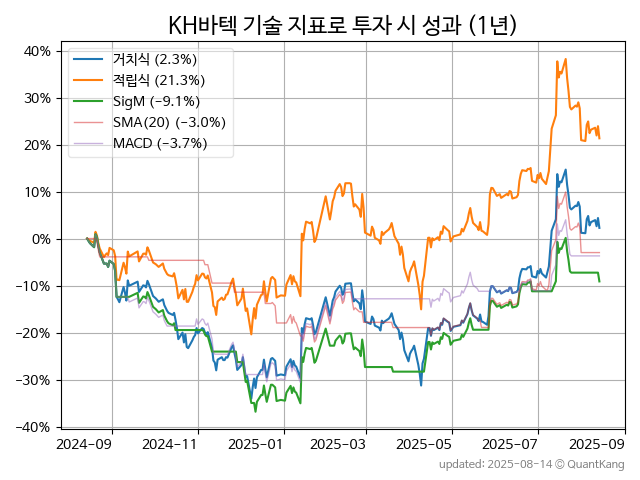 KH바텍 기술 지표로 투자 시 성과 (1년)
40%
30%
20%
10%
0%
−10%
−20%
−30%
−40%
거치식 (2.3%)
적립식 (21.3%)
SigM (−9.1%)
SMA(20) (−3.0%)
MACD (−3.7%)
2024-09
2024-11
2025-01
2025-03
2025-05
2025-07
2025-09
updated: 2025-08-14 © QuantKang